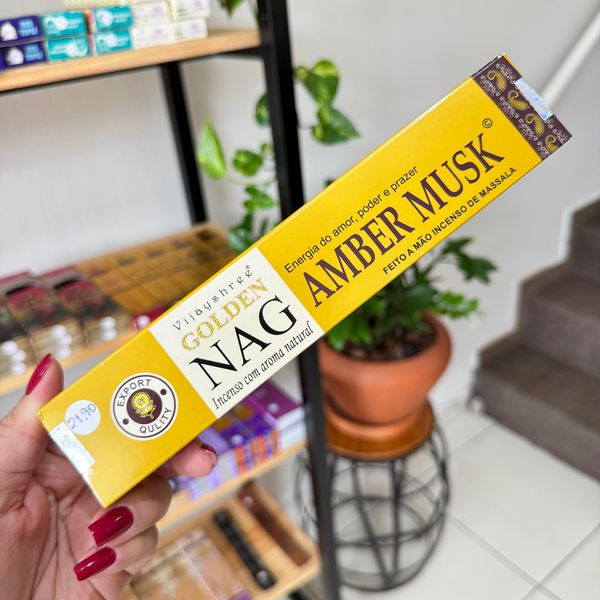 Vijayshree
GOLDEN
NAG
Incenso com aroma natural
Energia do amor, poder e prazer
AMBER MUSK ©
FEITO A MÃO INCENSO DE MASSALA
EXPORT
QULITY
21,90